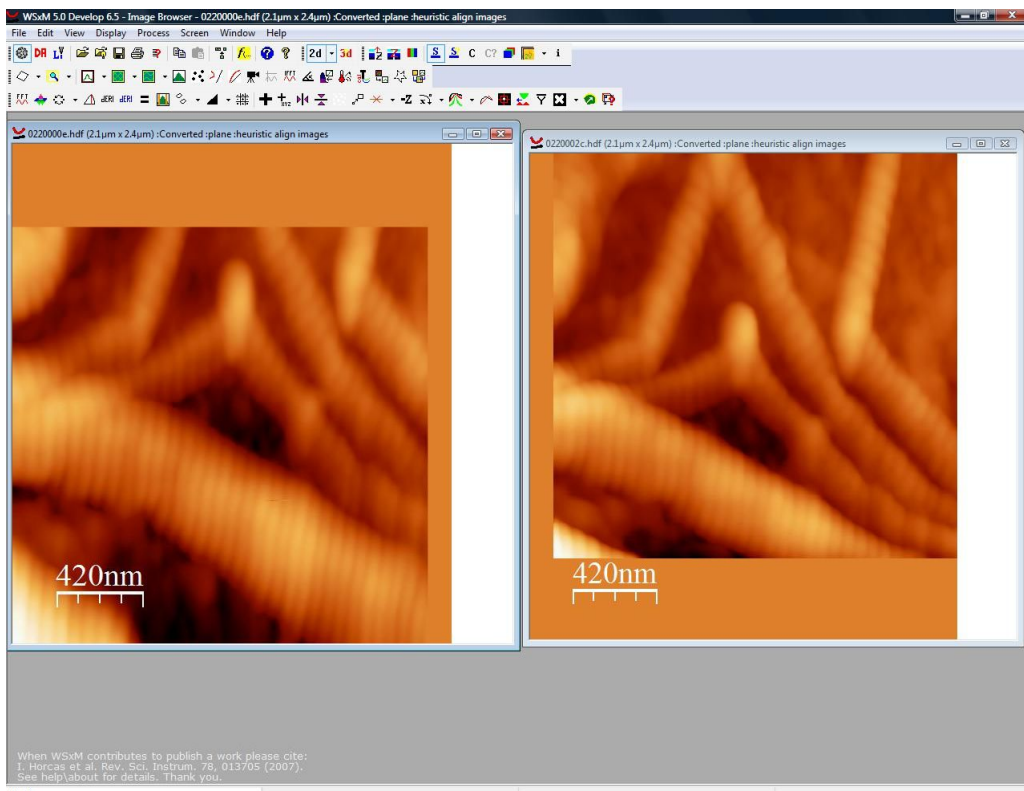 WSxM 5.0 Develop 6.5 - Image Browser - 0220000e.hdf (2.1µm x 2.4µm) :Converted :plane :heuristic align images
File Edit View Display Process Screen Window Help
2d 3d S S C C? i
dERI dERI -Z
0220000e.hdf (2.1µm x 2.4µm) :Converted :plane :heuristic align images
0220002c.hdf (2.1µm x 2.4µm) :Converted :plane :heuristic align images
420nm
420nm
When WSxM contributes to publish a work please cite:
I. Horcas et al. Rev. Sci. Instrum. 78, 013705 (2007).
See help\about for details. Thank you.